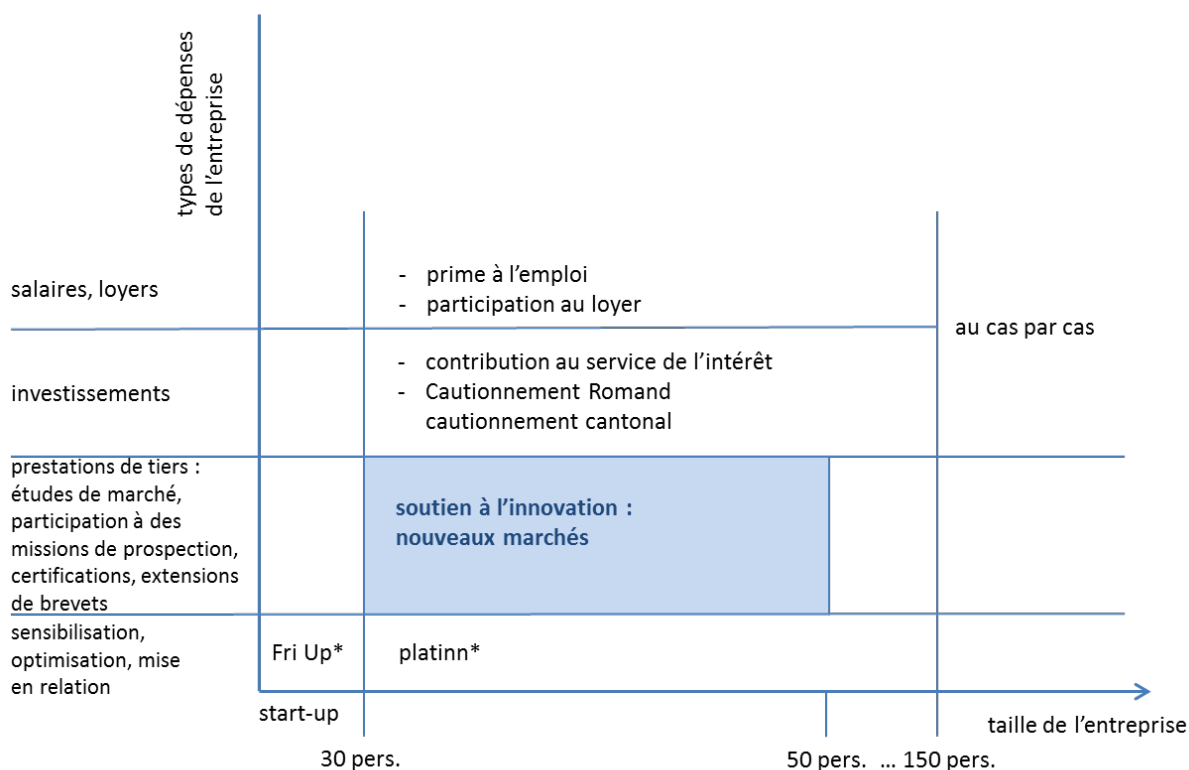 types de dépenses
de l'entreprise
salaires, loyers
- prime à l'emploi
- participation au loyer
au cas par cas
investissements
- contribution au service de l'intérêt
- Cautionnement Romand
cautionnement cantonal
prestations de tiers :
études de marché,
participation à des
missions de prospection,
certifications, extensions
de brevets
soutien à l'innovation :
nouveaux marchés
sensibilisation,
optimisation, mise
en relation
Fri Up*
platinn*
start-up
taille de l'entreprise
30 pers.
50 pers. ... 150 pers.